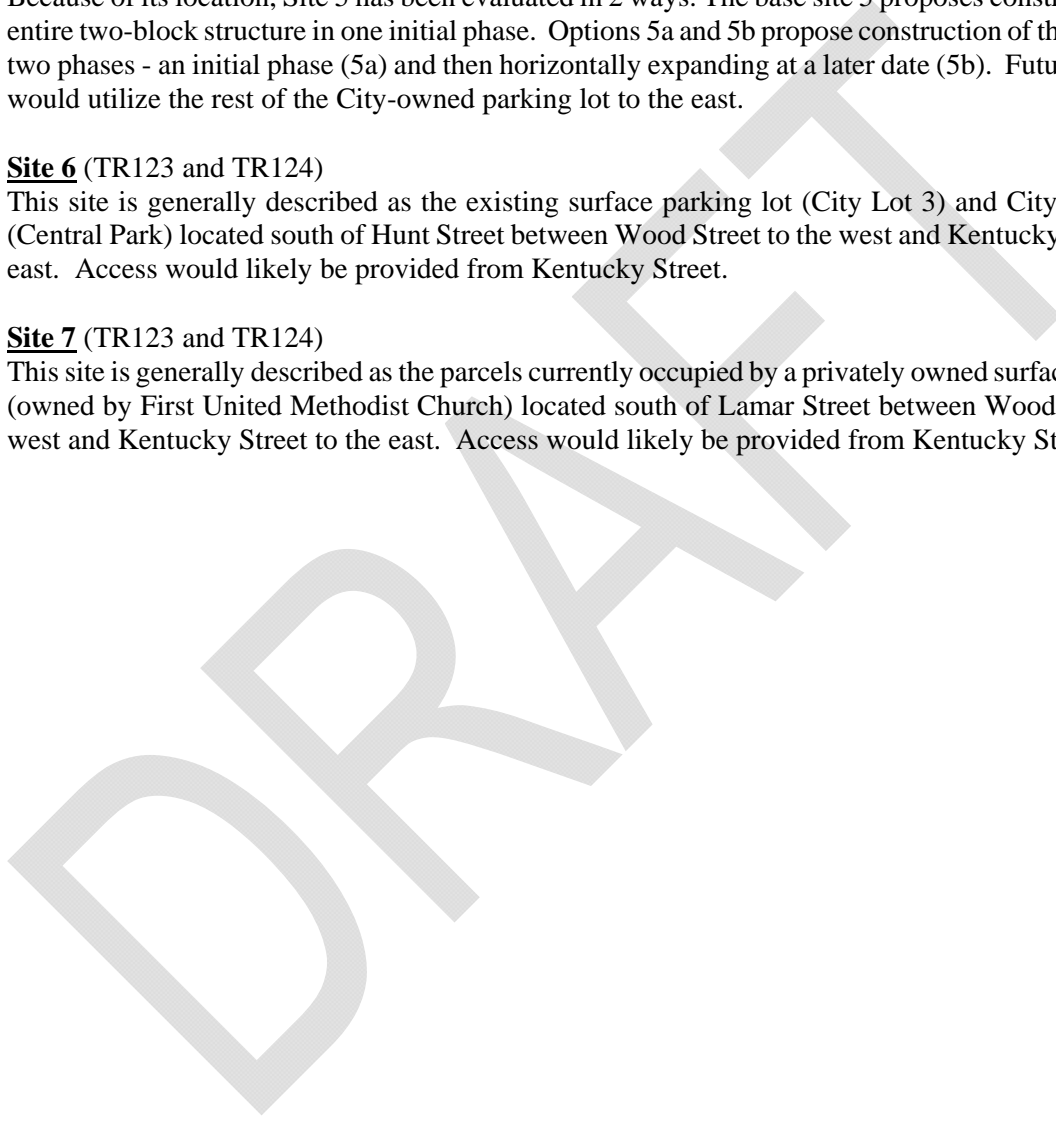 Because of its location, Site 5 has been evaluated in 2 ways. The base site 5 proposes
entire two-block structure in one initial phase. Options 5a and 5b propose construction of
two phases - an initial phase (5a) and then horizontally expanding at a later date (5b).
would utilize the rest of the City-owned parking lot to the east.
Site 6 (TR123 and TR124)
This site is generally described as the existing surface parking lot (City Lot 3) and City
(Central Park) located south of Hunt Street between Wood Street to the west and Kentucky
east. Access would likely be provided from Kentucky Street.
Site 7 (TR123 and TR124)
This site is generally described as the parcels currently occupied by a privately owned
(owned by First United Methodist Church) located south of Lamar Street between Wood
west and Kentucky Street to the east. Access would likely be provided from Kentucky
DRAFT